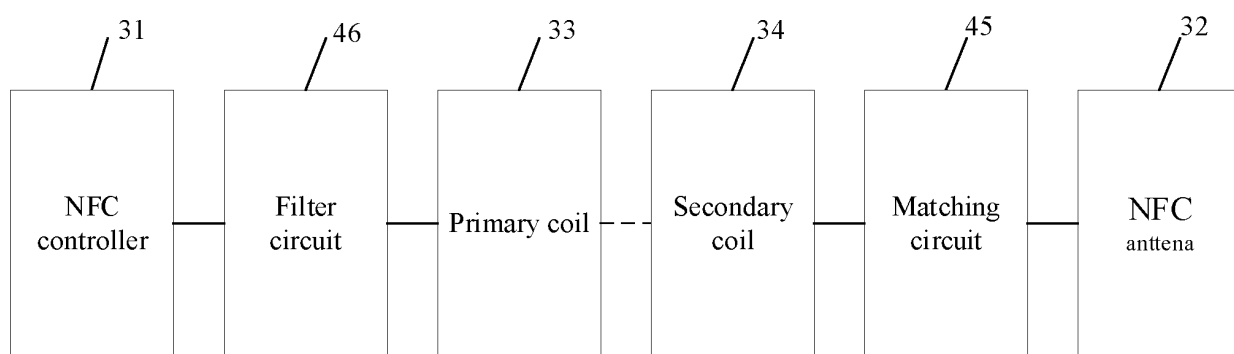 31
46
33
34
45
32
NFC
controller
Filter
circuit
Primary coil
Secondary
coil
Matching
circuit
NFC
anttena